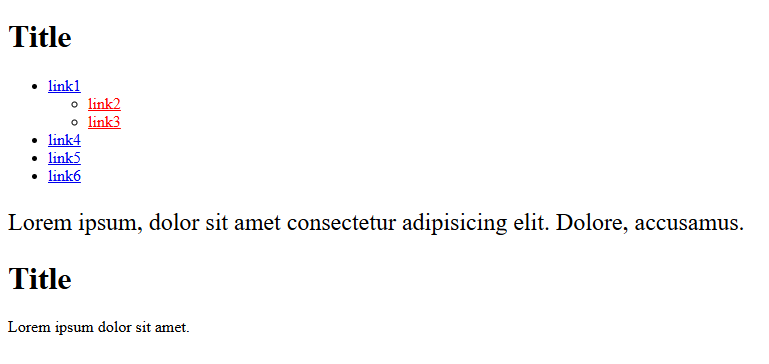 Title
link1
link2
link3
link4
link5
link6
Lorem ipsum, dolor sit amet consectetur adipisicing elit. Dolore, accusamus.
Title
Lorem ipsum dolor sit amet.